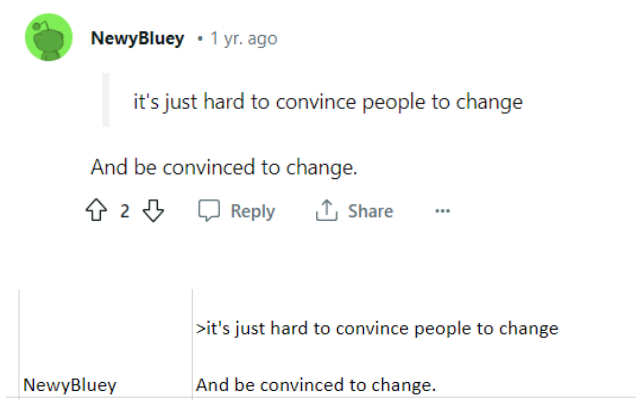 NewyBluey • 1 yr. ago
it's just hard to convince people to change
And be convinced to change.
2 Reply Share ...
>it's just hard to convince people to change
NewyBluey And be convinced to change.